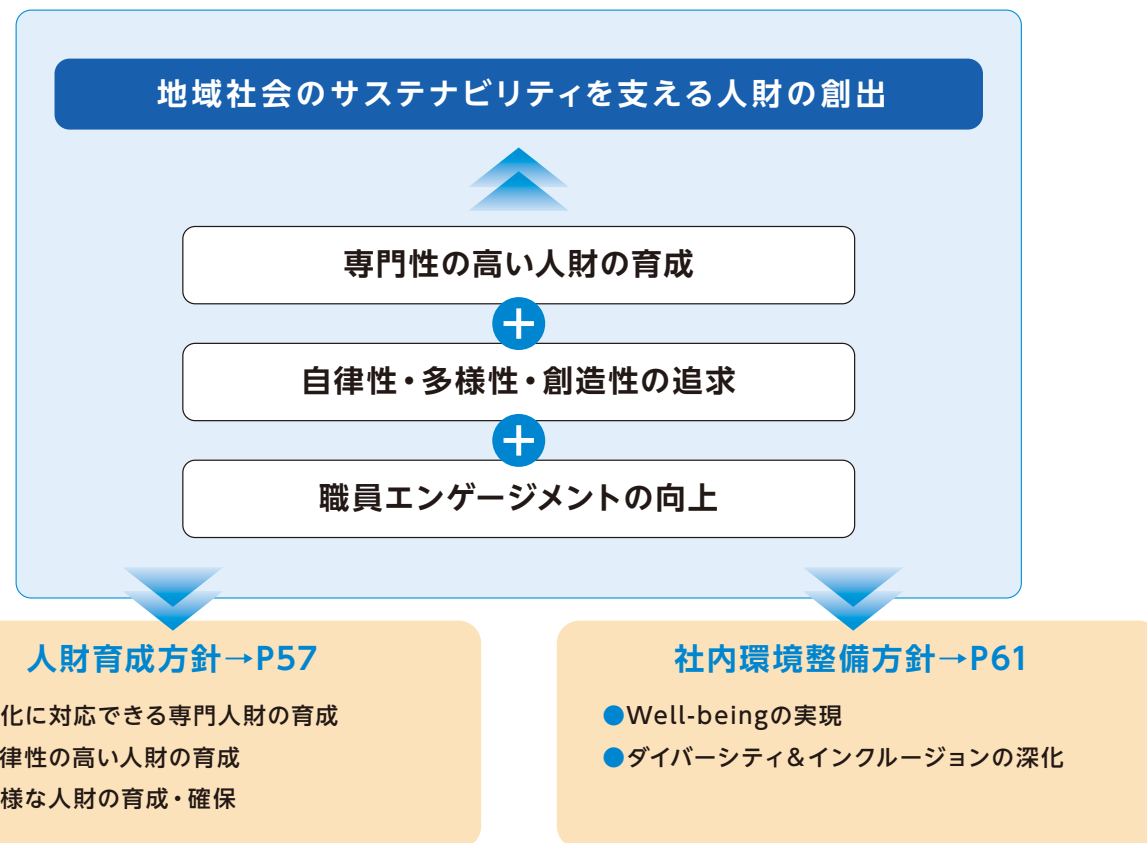 地域社会のサステナビリティを支える人財の創出
専門性の高い人財の育成
+
自律性・多様性・創造性の追求
+
職員エンゲージメントの向上
人財育成方針→P57
化に対応できる専門人財の育成
律性の高い人財の育成
様な人財の育成・確保
社内環境整備方針→P61
●Well-beingの実現
●ダイバーシティ&インクルージョンの深化